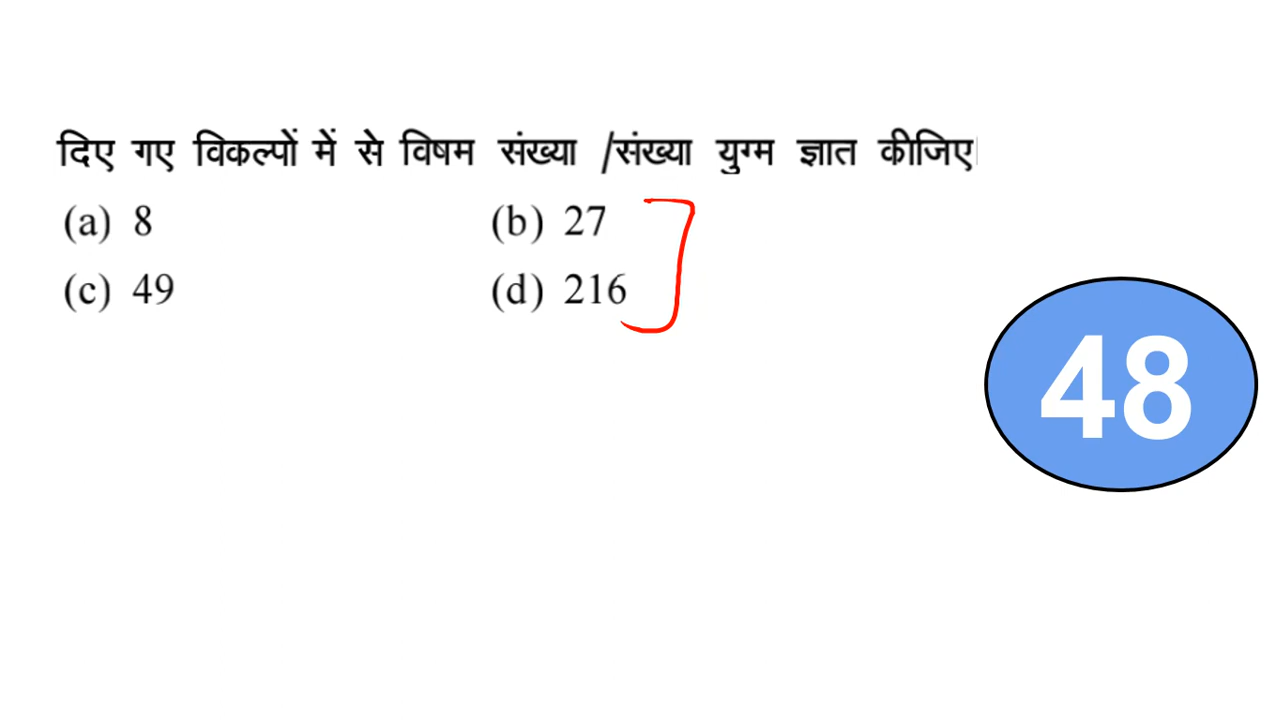 दिए गए विकल्पों में से विषम संख्या /संख्या युग्म ज्ञात कीजिए
(a) 8 (b) 27
(c) 49 (d) 216
48